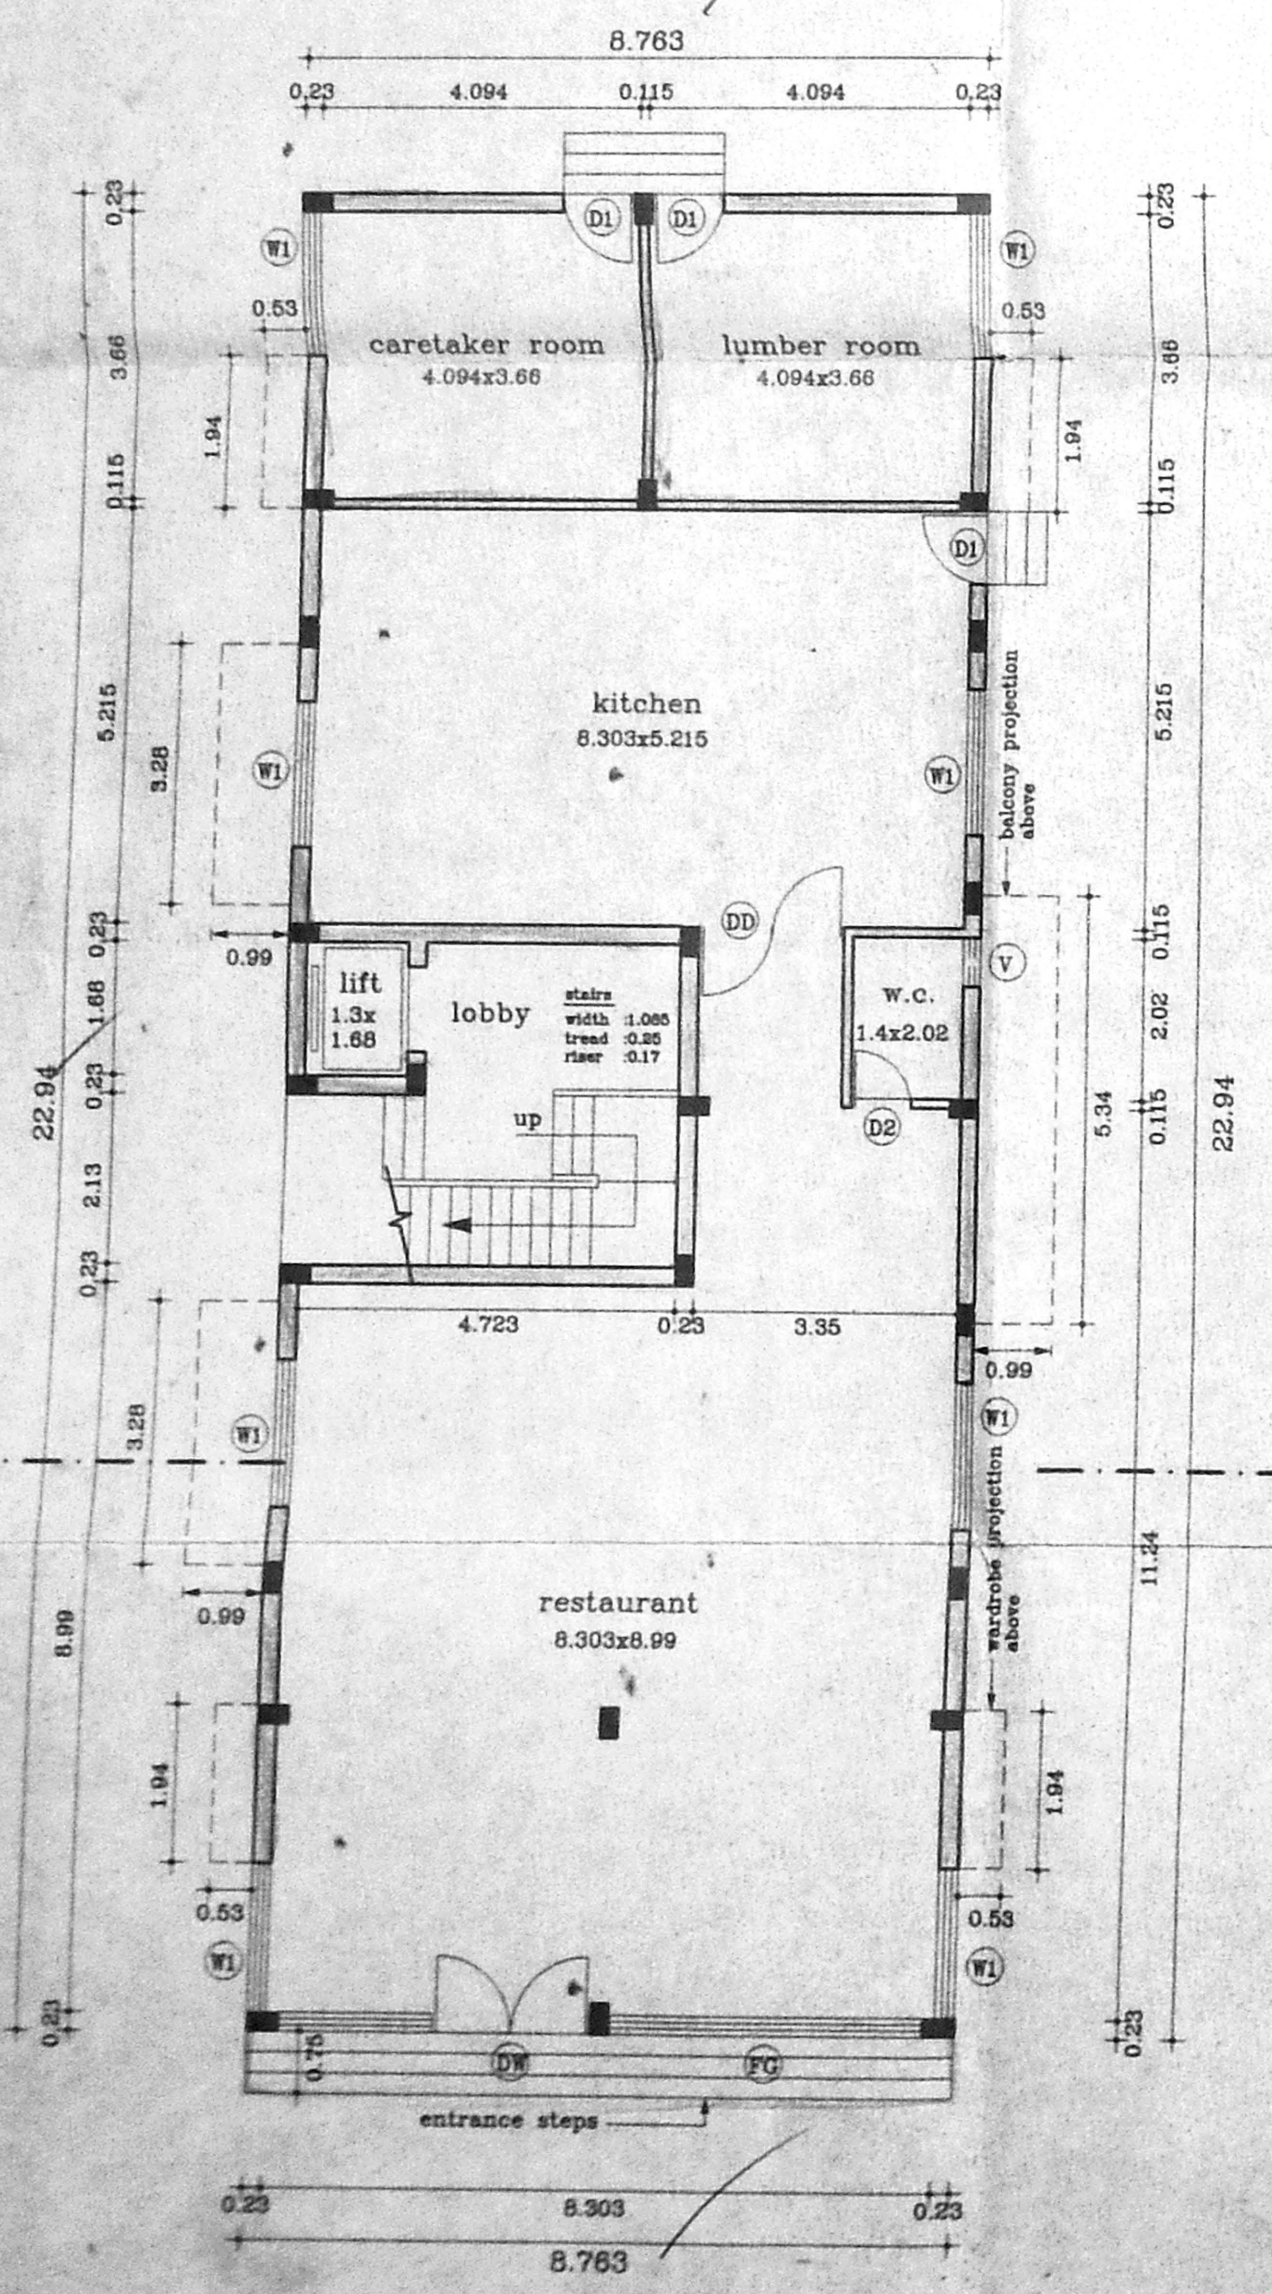 8.763
0.23 4.094 0.115 4.094 0.23
0.23
0.23
D1 D1
W1
W1
0.53
0.53
caretaker room
4.094x3.66
lumber room
4.094x3.66
3.66
3.66
1.94
1.94
0.115
0.115
D1
kitchen
8.303x5.215
5.215
5.215
3.28
W1
W1
balcony projection
above
DD
0.23
0.99
0.115
V
lift
1.3x
1.68
lobby
stairs
width :1.065
tread :0.25
riser :0.17
w.c.
1.4x2.02
1.68
2.02
0.23
22.94
22.94
up
D2
5.34
0.115
2.13
0.23
4.723 0.23 3.35
0.99
3.28
W1
W1
wardrobe projection
above
11.24
0.99
restaurant
8.303x8.99
8.99
1.94
1.94
0.53
0.53
W1
W1
0.23
0.23
0.75
DW
FG
entrance steps
0.23 8.303 0.23
8.763